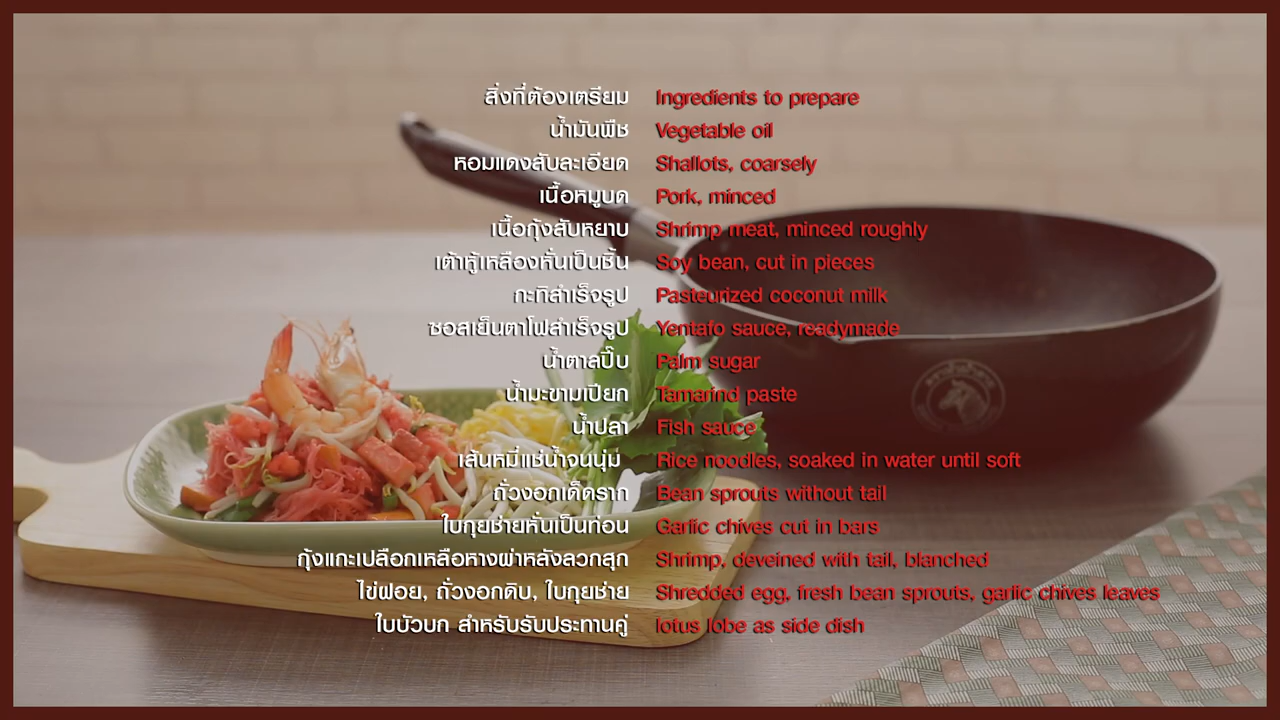 สิ่งที่ต้องเตรียม Ingredients to prepare
น้ำมันพืช Vegetable oil
หอมแดงสับละเอียด Shallots, coarsely
เนื้อหมูบด Pork, minced
เนื้อกุ้งสับหยาบ Shrimp meat, minced roughly
เต้าหู้เหลืองหั่นเป็นชิ้น Soy bean, cut in pieces
กะทิสำเร็จรูป Pasteurized coconut milk
ซอสเย็นตาโฟสำเร็จรูป Yentafo sauce, readymade
น้ำตาลปี๊บ Palm sugar
น้ำมะขามเปียก Tamarind paste
น้ำปลา Fish sauce
เส้นหมี่แช่น้ำจนนุ่ม Rice noodles, soaked in water until soft
ถั่วงอกเด็ดราก Bean sprouts without tail
ใบกุยช่ายหั่นเป็นท่อน Garlic chives cut in bars
กุ้งแกะเปลือกเหลือหางผ่าหลังลวกสุก Shrimp, deveined with tail, blanched
ไข่ฝอย, ถั่วงอกดิบ, ใบกุยช่าย Shredded egg, fresh bean sprouts, garlic chives leaves
ใบบัวบก สำหรับรับประทานคู่ lotus lobe as side dish